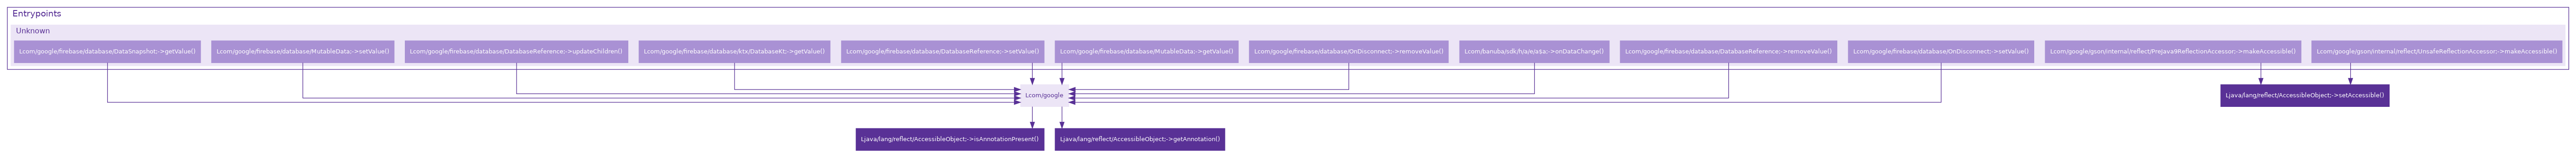 Entrypoints
Unknown
Lcom/google/firebase/database/DataSnapshot;->getValue()
Lcom/google/firebase/database/MutableData;->setValue()
Lcom/google/firebase/database/DatabaseReference;->updateChildren()
Lcom/google/firebase/database/ktx/DatabaseKt;->getValue()
Lcom/google/firebase/database/DatabaseReference;->setValue()
Lcom/google/firebase/database/MutableData;->getValue()
Lcom/google/firebase/database/OnDisconnect;->removeValue()
Lcom/banuba/sdk/h/a/e/a$a;->onDataChange()
Lcom/google/firebase/database/DatabaseReference;->removeValue()
Lcom/google/firebase/database/OnDisconnect;->setValue()
Lcom/google/gson/internal/reflect/PreJava9ReflectionAccessor;->makeAccessible()
Lcom/google/gson/internal/reflect/UnsafeReflectionAccessor;->makeAccessible()
Lcom/google
Ljava/lang/reflect/AccessibleObject;->setAccessible()
Ljava/lang/reflect/AccessibleObject;->isAnnotationPresent()
Ljava/lang/reflect/AccessibleObject;->getAnnotation()